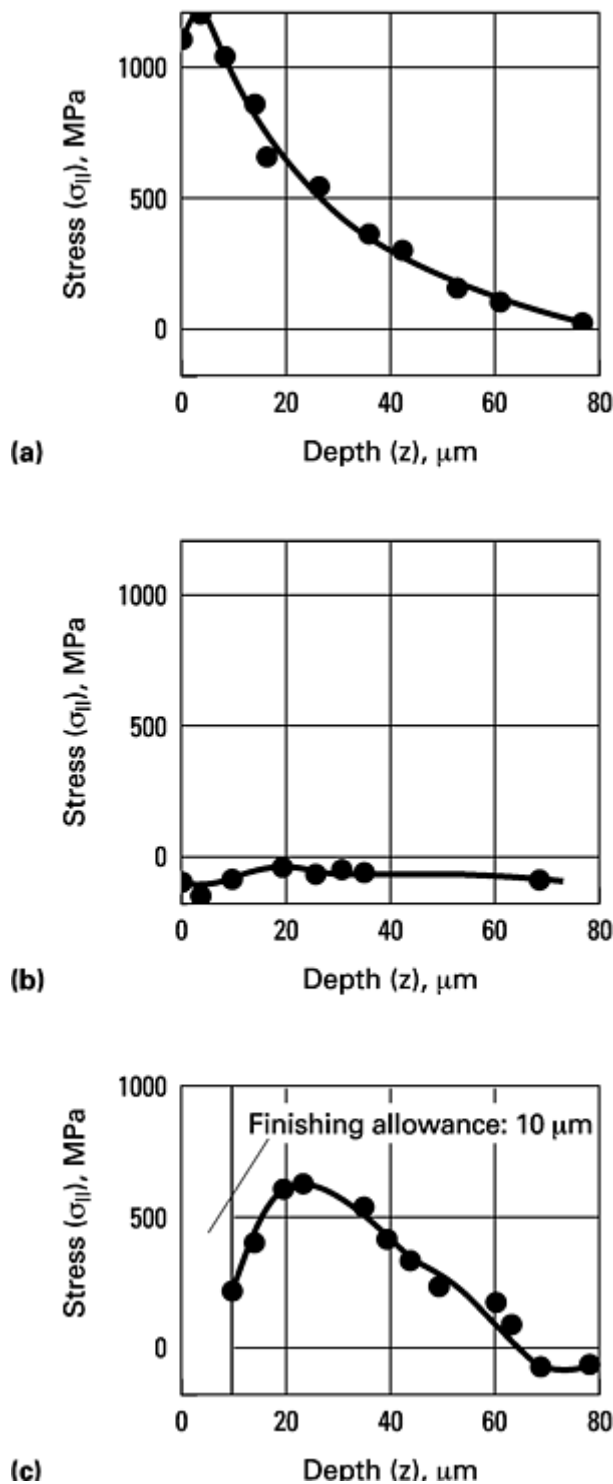 1000
500
0
Stress (σ||), MPa
0 20 40 60 80
(a) Depth (z), μm
1000
500
0
Stress (σ||), MPa
0 20 40 60 80
(b) Depth (z), μm
1000
Finishing allowance: 10 μm
500
0
Stress (σ||), MPa
0 20 40 60 80
(c) Depth (z), μm